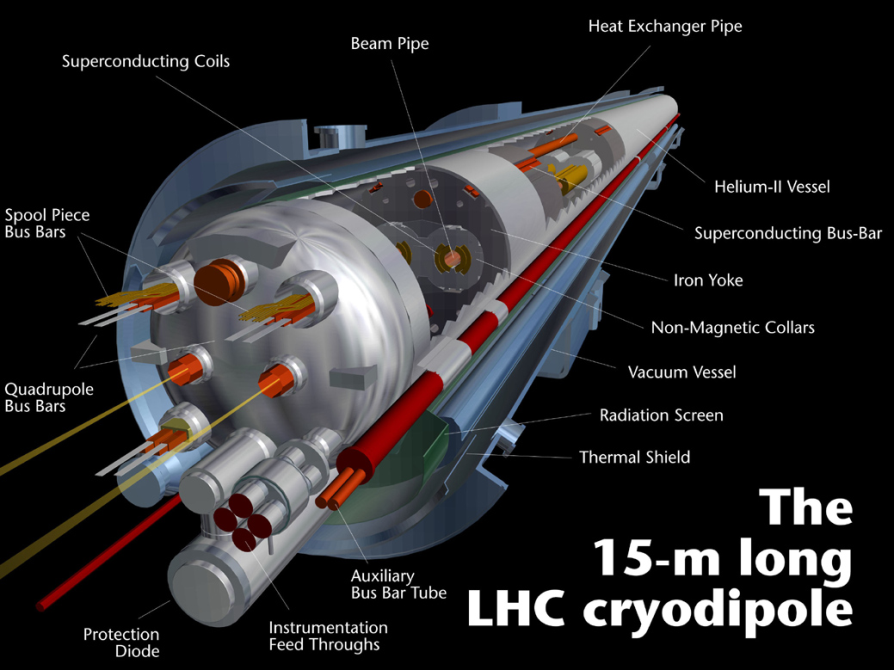 Heat Exchanger Pipe
Beam Pipe
Superconducting Coils
Helium-II Vessel
Spool Piece
Bus Bars
Superconducting Bus-Bar
Iron Yoke
Non-Magnetic Collars
Vacuum Vessel
Quadrupole
Bus Bars
Radiation Screen
Thermal Shield
The
15-m long
LHC cryodipole
Auxiliary
Bus Bar Tube
Instrumentation
Feed Throughs
Protection
Diode